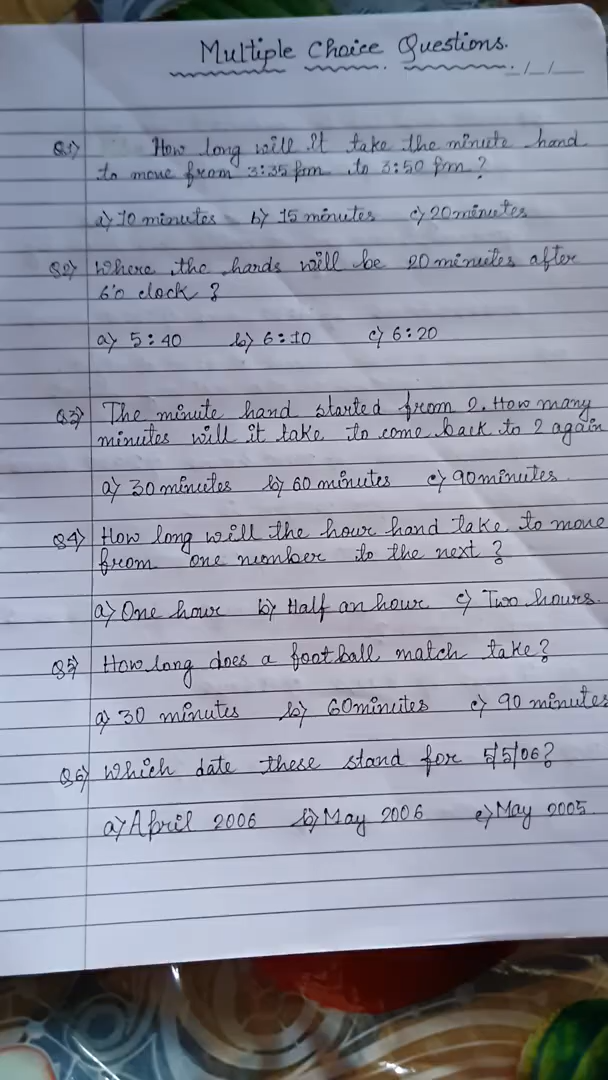 Multiple Choice Questions.
_/_/__
Q1) How long will it take the minute hand
to move from 3:35 pm to 3:50 pm?
a) 10 minutes b) 15 minutes c) 20 minutes
Q2) Where the hands will be 20 minutes after
6'o clock?
a) 5:40 b) 6:10 c) 6:20
Q3) The minute hand started from 2. How many
minutes will it take to come back to 2 again
a) 30 minutes b) 60 minutes c) 90 minutes.
Q4) How long will the hour hand take to move
from one number to the next?
a) One hour b) Half an hour c) Two hours.
Q5) How long does a football match take?
a) 30 minutes b) 60 minutes c) 90 minutes
Q6) Which date these stand for 5/5/06?
a) April 2006 b) May 2006 c) May 2005